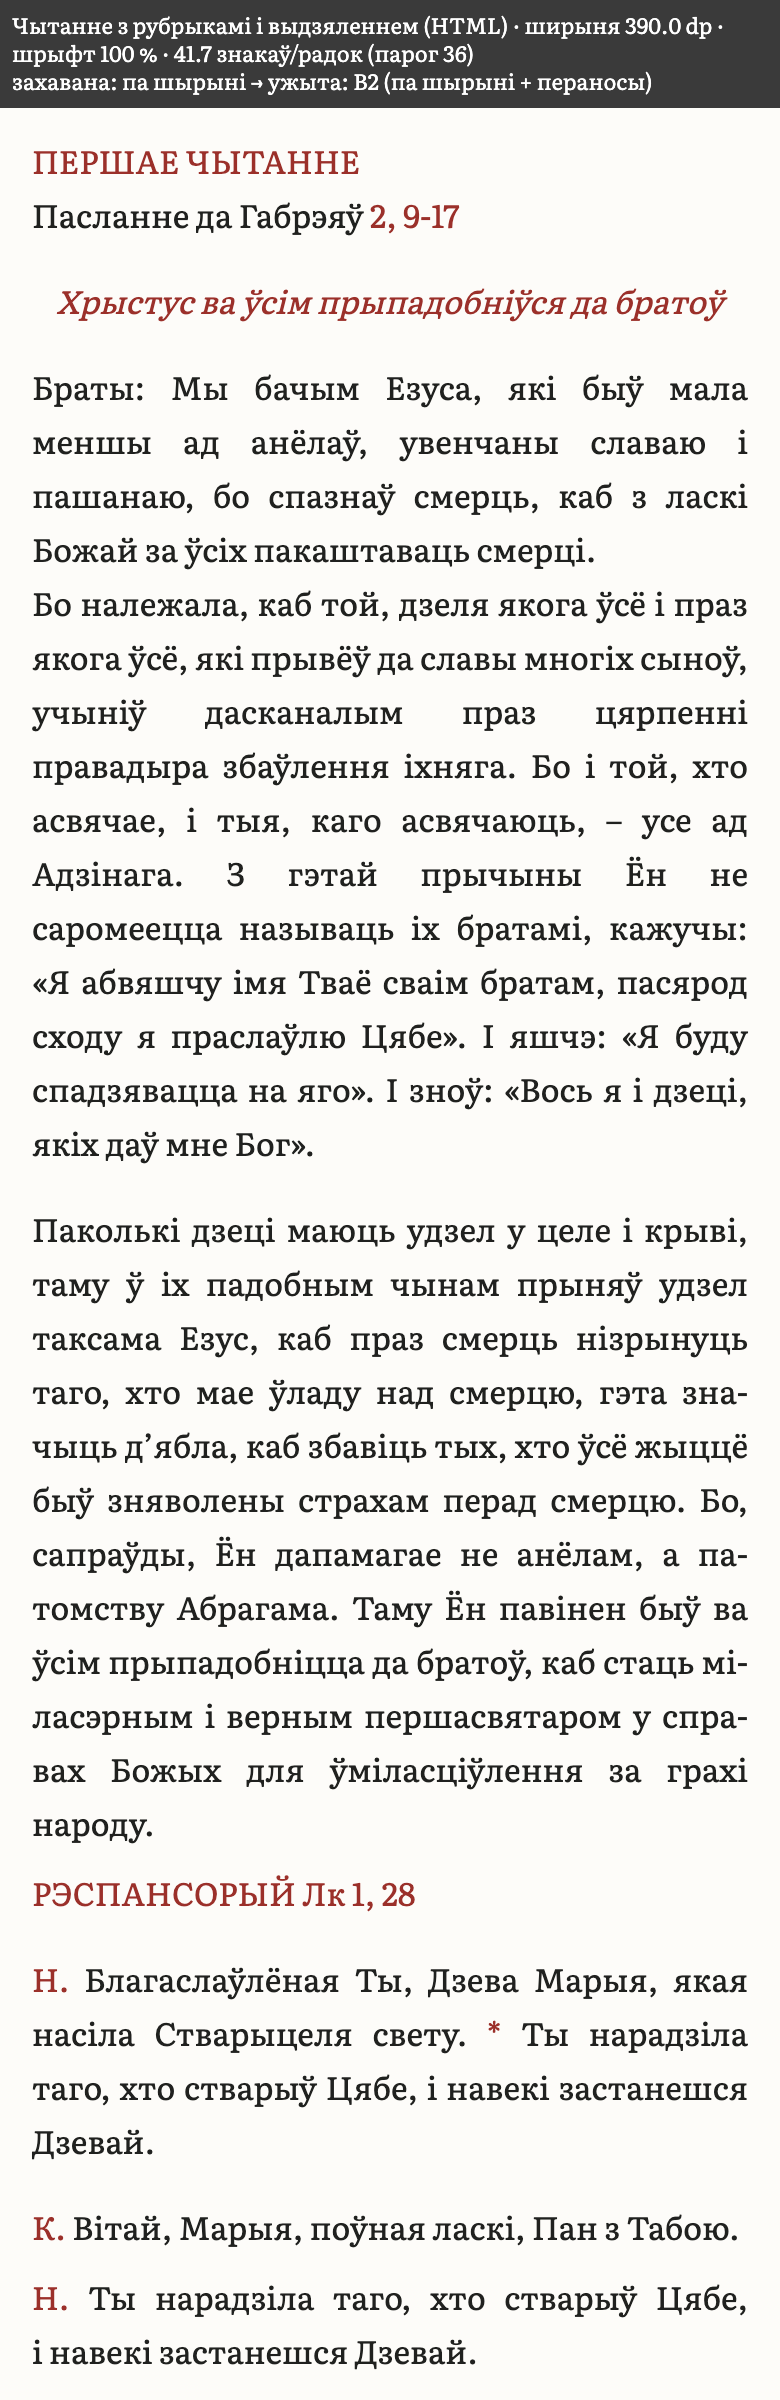 Чытанне з рубрыкамі і выдзяленнем (HTML) · шырыня 390.0 dp ·
шрыфт 100 % · 41.7 знакаў/радок (парог 36)
захавана: па шырыні → ужыта: B2 (па шырыні + пераносы)
ПЕРШАЕ ЧЫТАННЕ
Пасланне да Габрэяў 2, 9-17
Хрыстус ва ўсім прыпадобніўся да братоў
Браты: Мы бачым Езуса, які быў мала
меншы ад анёлаў, увенчаны славаю і
пашанаю, бо спазнаў смерць, каб з ласкі
Божай за ўсіх пакаштаваць смерці.
Бо належала, каб той, дзеля якога ўсё і праз
якога ўсё, які прывёў да славы многіх сыноў,
учыніў дасканалым праз цярпенні
правадыра збаўлення іхняга. Бо і той, хто
асвячае, і тыя, каго асвячаюць, – усе ад
Адзінага. З гэтай прычыны Ён не
саромеецца называць іх братамі, кажучы:
«Я абвяшчу імя Тваё сваім братам, пасярод
сходу я праслаўлю Цябе». І яшчэ: «Я буду
спадзявацца на яго». І зноў: «Вось я і дзеці,
якіх даў мне Бог».
Паколькі дзеці маюць удзел у целе і крыві,
таму ў іх падобным чынам прыняў удзел
таксама Езус, каб праз смерць нізрынуць
таго, хто мае ўладу над смерцю, гэта зна-
чыць д’ябла, каб збавіць тых, хто ўсё жыццё
быў зняволены страхам перад смерцю. Бо,
сапраўды, Ён дапамагае не анёлам, а па-
томству Абрагама. Таму Ён павінен быў ва
ўсім прыпадобніцца да братоў, каб стаць мі-
ласэрным і верным першасвятаром у спра-
вах Божых для ўміласціўлення за грахі
народу.
РЭСПАНСОРЫЙ Лк 1, 28
Н. Благаслаўлёная Ты, Дзева Марыя, якая
насіла Стварыцеля свету. * Ты нарадзіла
таго, хто стварыў Цябе, і навекі застанешся
Дзевай.
К. Вітай, Марыя, поўная ласкі, Пан з Табою.
Н. Ты нарадзіла таго, хто стварыў Цябе,
і навекі застанешся Дзевай.